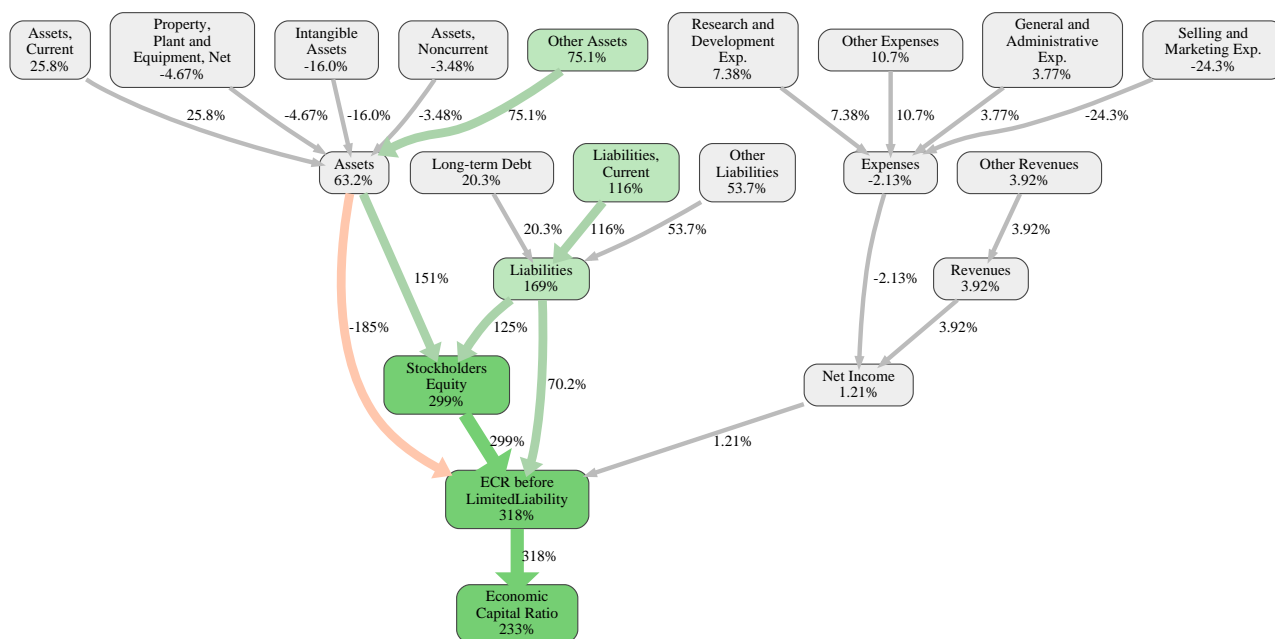 Assets,
Current
25.8%
Property,
Plant and
Equipment, Net
-4.67%
Intangible
Assets
-16.0%
Assets,
Noncurrent
-3.48%
Other Assets
75.1%
Research and
Development
Exp.
7.38%
Other Expenses
10.7%
General and
Administrative
Exp.
3.77%
Selling and
Marketing Exp.
-24.3%
25.8%
-4.67%
-16.0%
-3.48%
75.1%
7.38%
10.7%
3.77%
-24.3%
Assets
63.2%
Long-term Debt
20.3%
Liabilities,
Current
116%
Other
Liabilities
53.7%
Expenses
-2.13%
Other Revenues
3.92%
20.3%
116%
53.7%
3.92%
151%
Liabilities
169%
-2.13%
Revenues
3.92%
-185%
125%
3.92%
Stockholders
Equity
299%
70.2%
Net Income
1.21%
299%
1.21%
ECR before
LimitedLiability
318%
318%
Economic
Capital Ratio
233%